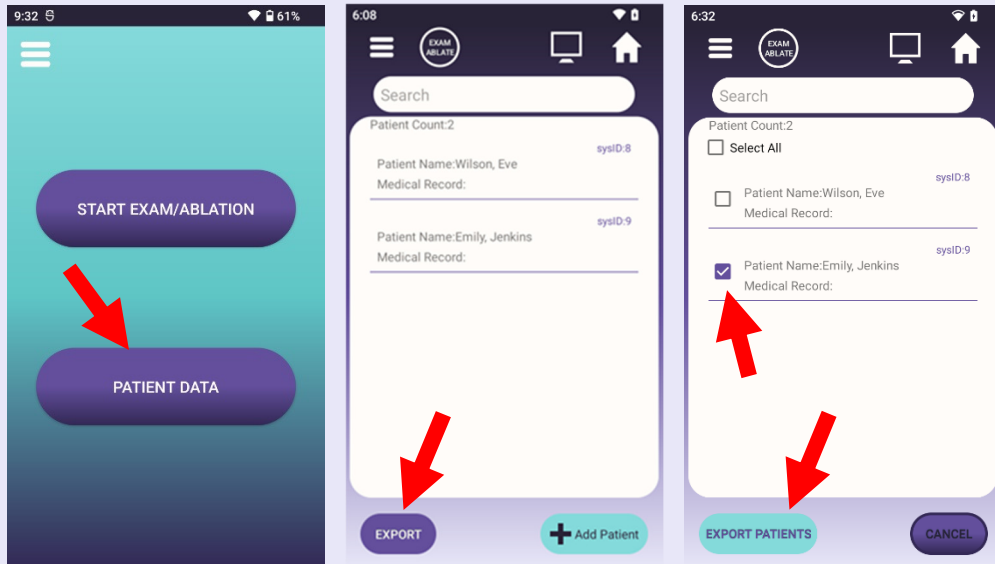 9:32
61%
START EXAM/ABLATION
PATIENT DATA
6:08
EXAM
ABLATE
Search
Patient Count:2
sysID:8
Patient Name:Wilson, Eve
Medical Record:
sysID:9
Patient Name:Emily, Jenkins
Medical Record:
EXPORT
Add Patient
6:32
EXAM
ABLATE
Search
Patient Count:2
Select All
sysID:8
Patient Name:Wilson, Eve
Medical Record:
sysID:9
Patient Name:Emily, Jenkins
Medical Record:
EXPORT PATIENTS
CANCEL